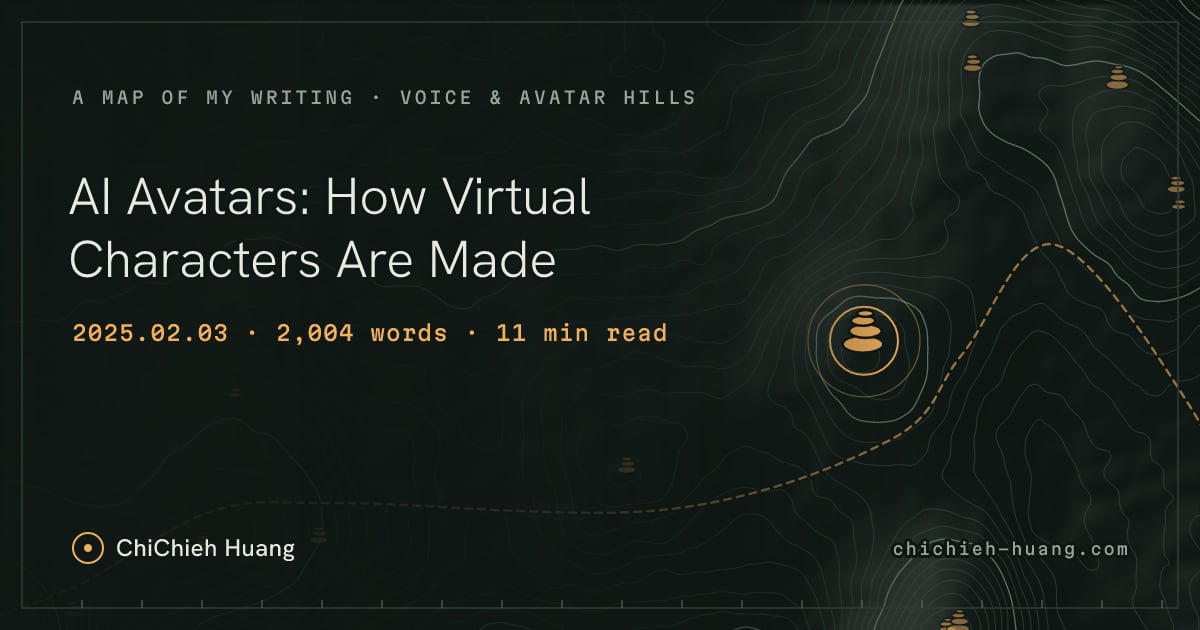 A MAP OF MY WRITING · VOICE & AVATAR HILLS
AI Avatars: How Virtual
Characters Are Made
2025.02.03 · 2,004 words · 11 min read
ChiChieh Huang
chichieh-huang.com